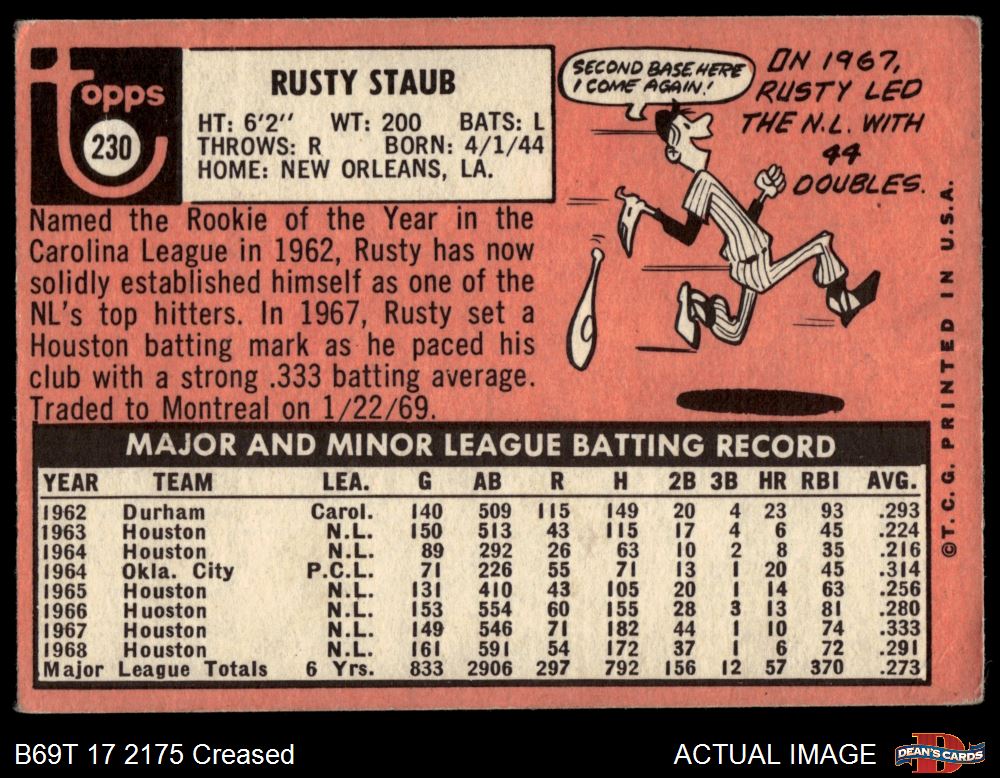 topps
230
RUSTY STAUB
HT: 6'2" WT: 200 BATS: L
THROWS: R BORN: 4/1/44
HOME: NEW ORLEANS, LA.
Named the Rookie of the Year in the
Carolina League in 1962, Rusty has now
solidly established himself as one of the
NL's top hitters. In 1967, Rusty set a
Houston batting mark as he paced his
club with a strong .333 batting average.
Traded to Montreal on 1/22/69.
SECOND BASE, HERE
I COME AGAIN!
IN 1967,
RUSTY LED
THE N.L. WITH
44
DOUBLES.
©T. C. G. PRINTED IN U.S.A.
MAJOR AND MINOR LEAGUE BATTING RECORD
YEAR TEAM LEA. G AB R H 2B 3B HR RBI AVG.
1962 Durham Carol. 140 509 115 149 20 4 23 93 .293
1963 Houston N.L. 150 513 43 115 17 4 6 45 .224
1964 Houston N.L. 89 292 26 63 10 2 8 35 .216
1964 Okla. City P.C.L. 71 226 55 71 13 1 20 45 .314
1965 Houston N.L. 131 410 43 105 20 1 14 63 .256
1966 Huoston N.L. 153 554 60 155 28 3 13 81 .280
1967 Houston N.L. 149 546 71 182 44 1 10 74 .333
1968 Houston N.L. 161 591 54 172 37 1 6 72 .291
Major League Totals 6 Yrs. 833 2906 297 792 156 12 57 370 .273
B69T 17 2175 Creased
ACTUAL IMAGE
DEAN'S CARDS